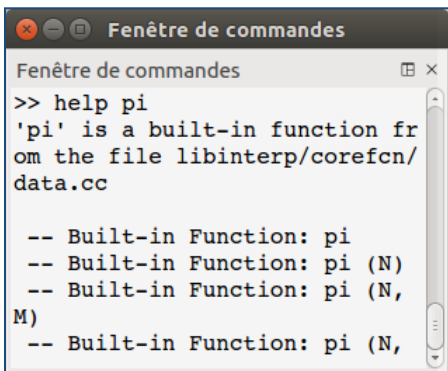 Fenêtre de commandes
Fenêtre de commandes
>> help pi
'pi' is a built-in function fr
om the file libinterp/corefcn/
data.cc
-- Built-in Function: pi
-- Built-in Function: pi (N)
-- Built-in Function: pi (N,
M)
-- Built-in Function: pi (N,